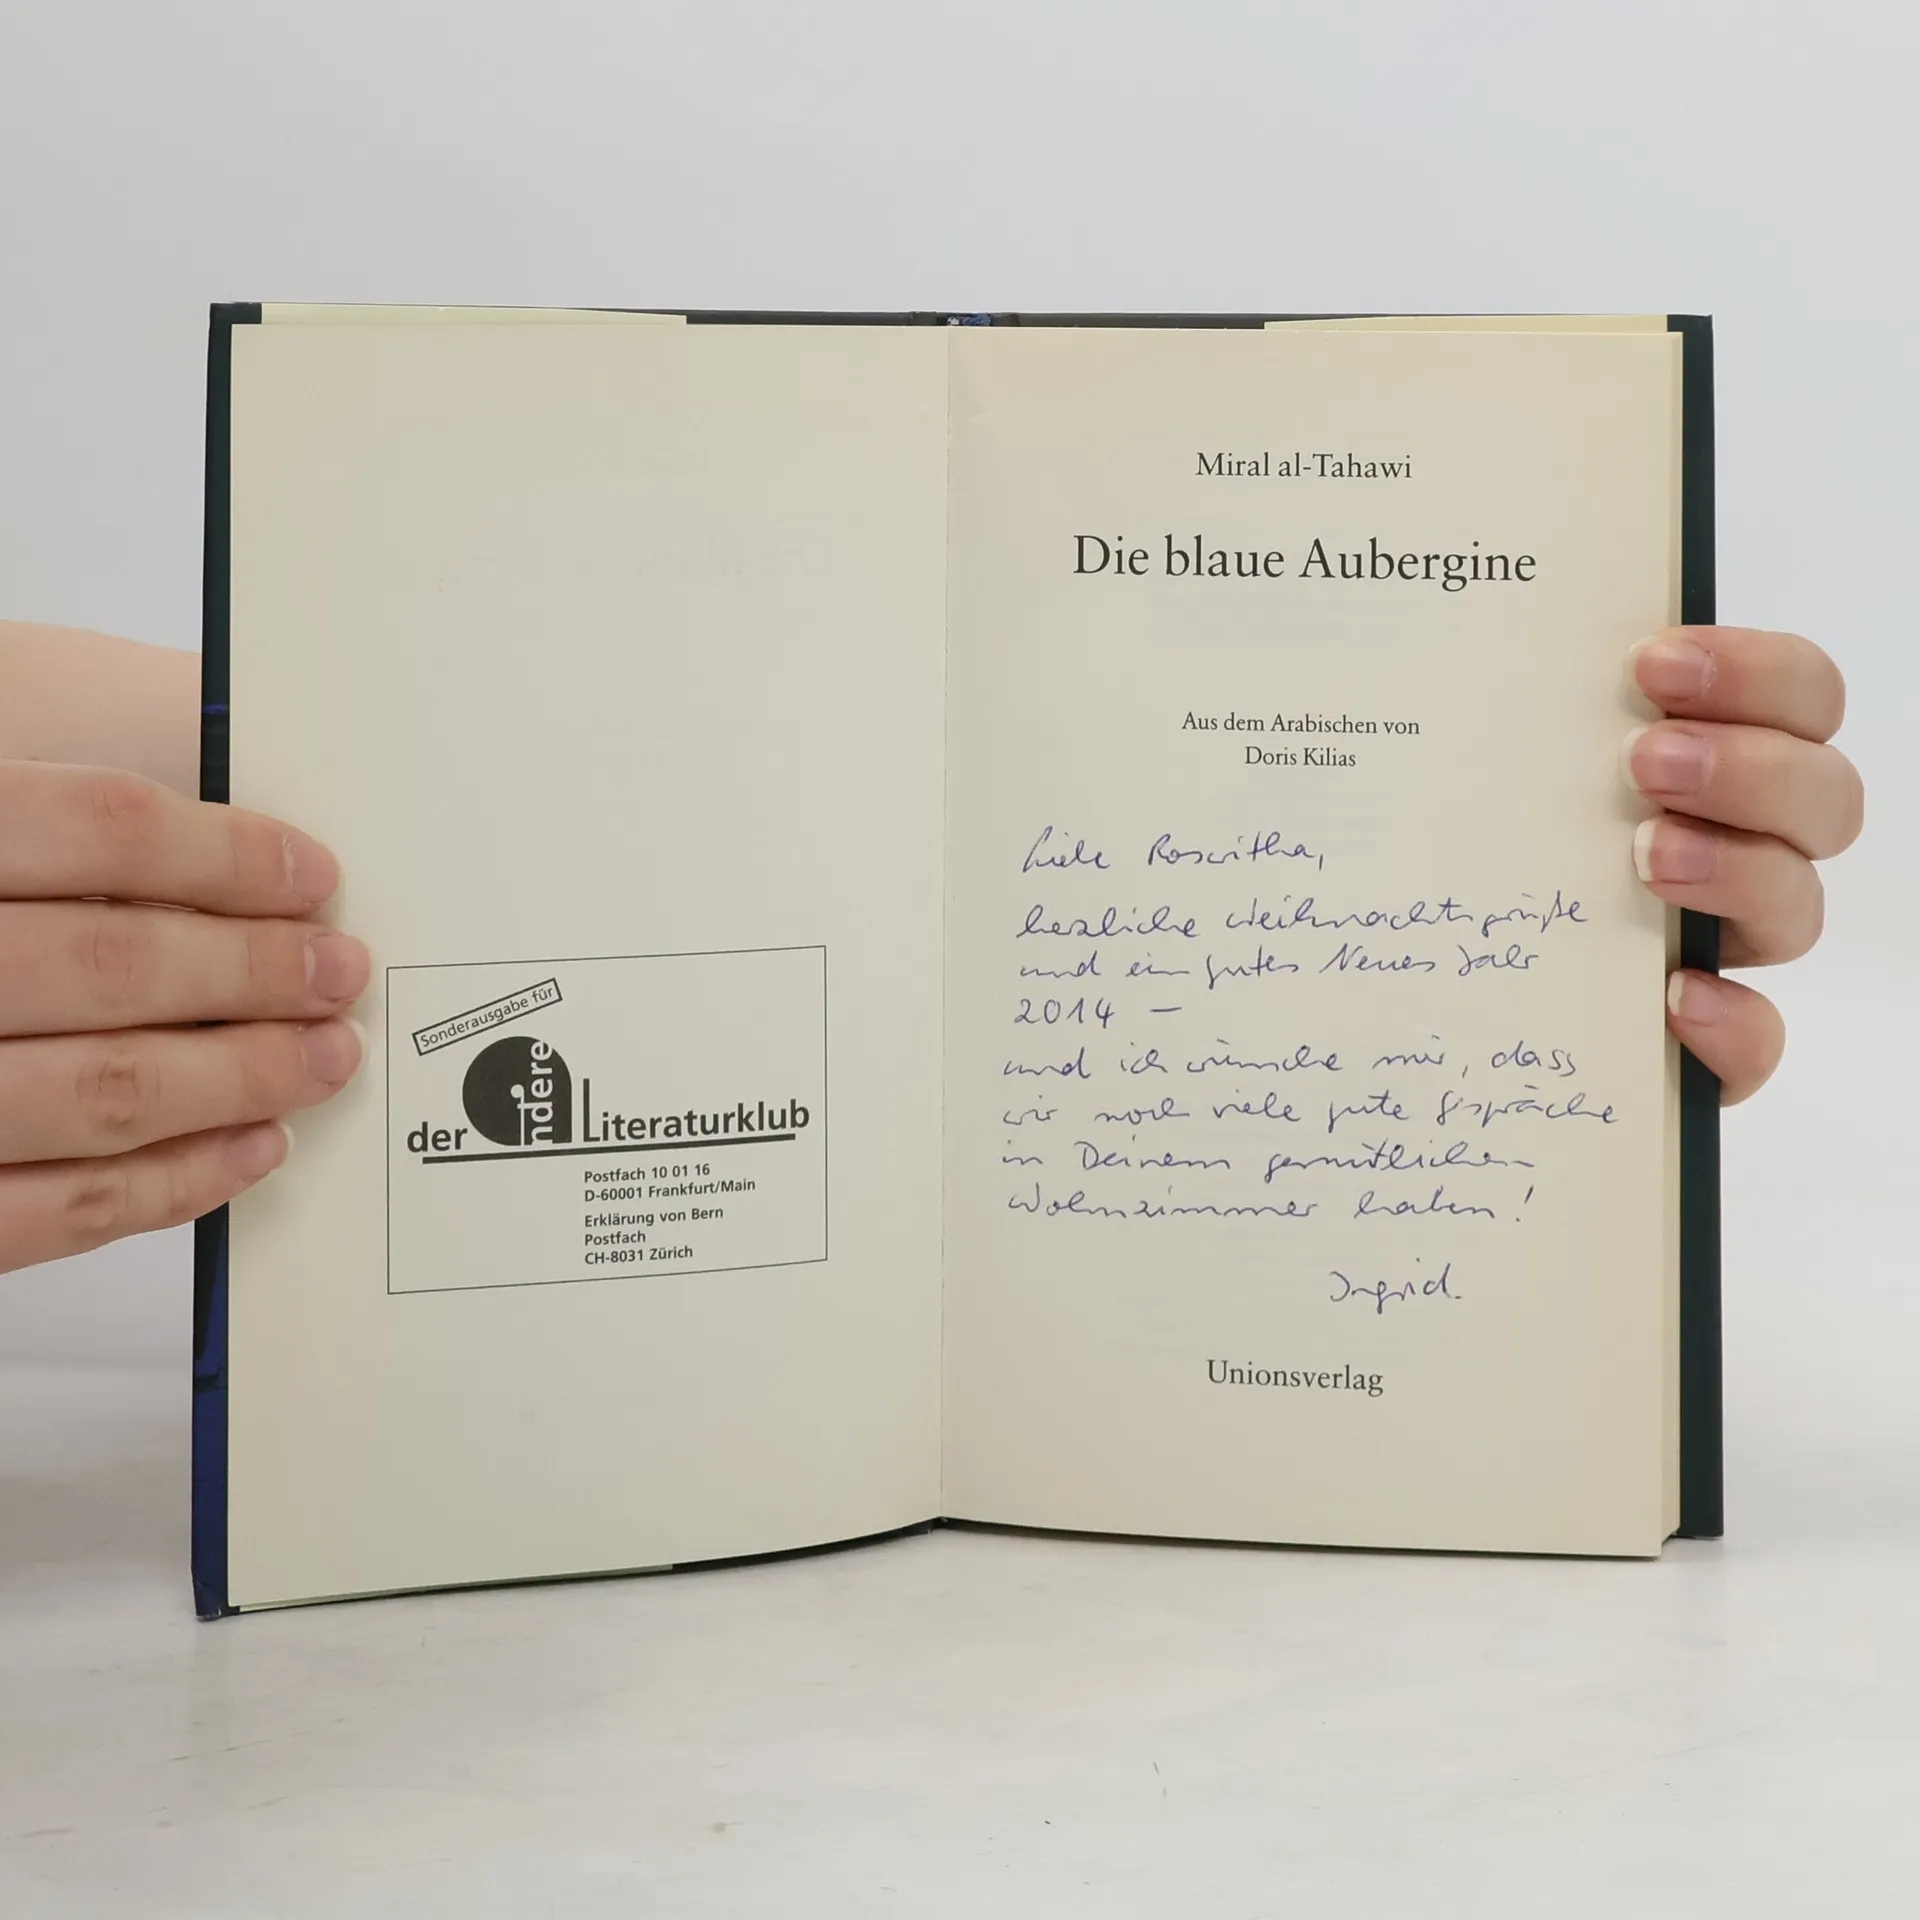 Sonderausgabe für
der andere Literaturklub
Postfach 10 01 16
D-60001 Frankfurt/Main
Erklärung von Bern
Postfach
CH-8031 Zürich
Miral al-Tahawi
Die blaue Aubergine
Aus dem Arabischen von
Doris Kilias
Liebe Roswitha,
herzliche Weihnachtsgrüße
und ein gutes Neues Jahr
2014 –
und ich wünsche mir, dass
wir noch viele gute Gespräche
in Deinem gemütlichen
Wohnzimmer haben!
Ingrid.
Unionsverlag